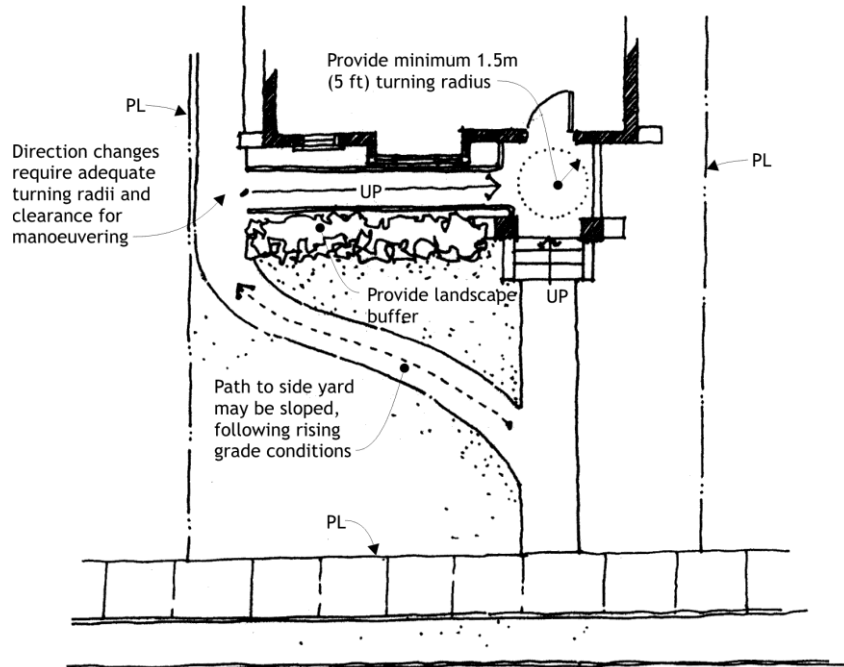 Provide minimum 1.5m
(5 ft) turning radius
PL
PL
Direction changes
require adequate
turning radii and
clearance for
manoeuvering
UP
Provide landscape
buffer
UP
Path to side yard
may be sloped,
following rising
grade conditions
PL